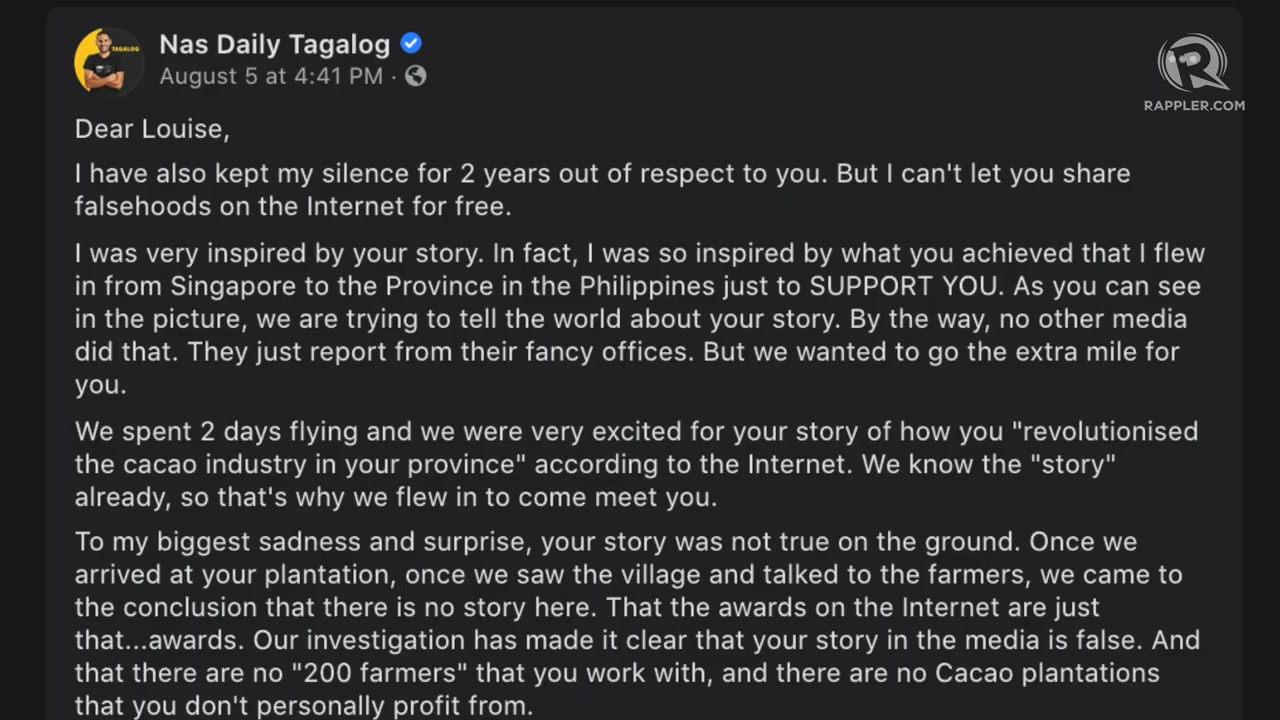 Nas Daily Tagalog
August 5 at 4:41 PM ·
TAGALOG
RAPPLER.COM
Dear Louise,
I have also kept my silence for 2 years out of respect to you. But I can't let you share
falsehoods on the Internet for free.
I was very inspired by your story. In fact, I was so inspired by what you achieved that I flew
in from Singapore to the Province in the Philippines just to SUPPORT YOU. As you can see
in the picture, we are trying to tell the world about your story. By the way, no other media
did that. They just report from their fancy offices. But we wanted to go the extra mile for
you.
We spent 2 days flying and we were very excited for your story of how you "revolutionised
the cacao industry in your province" according to the Internet. We know the "story"
already, so that's why we flew in to come meet you.
To my biggest sadness and surprise, your story was not true on the ground. Once we
arrived at your plantation, once we saw the village and talked to the farmers, we came to
the conclusion that there is no story here. That the awards on the Internet are just
that...awards. Our investigation has made it clear that your story in the media is false. And
that there are no "200 farmers" that you work with, and there are no Cacao plantations
that you don't personally profit from.